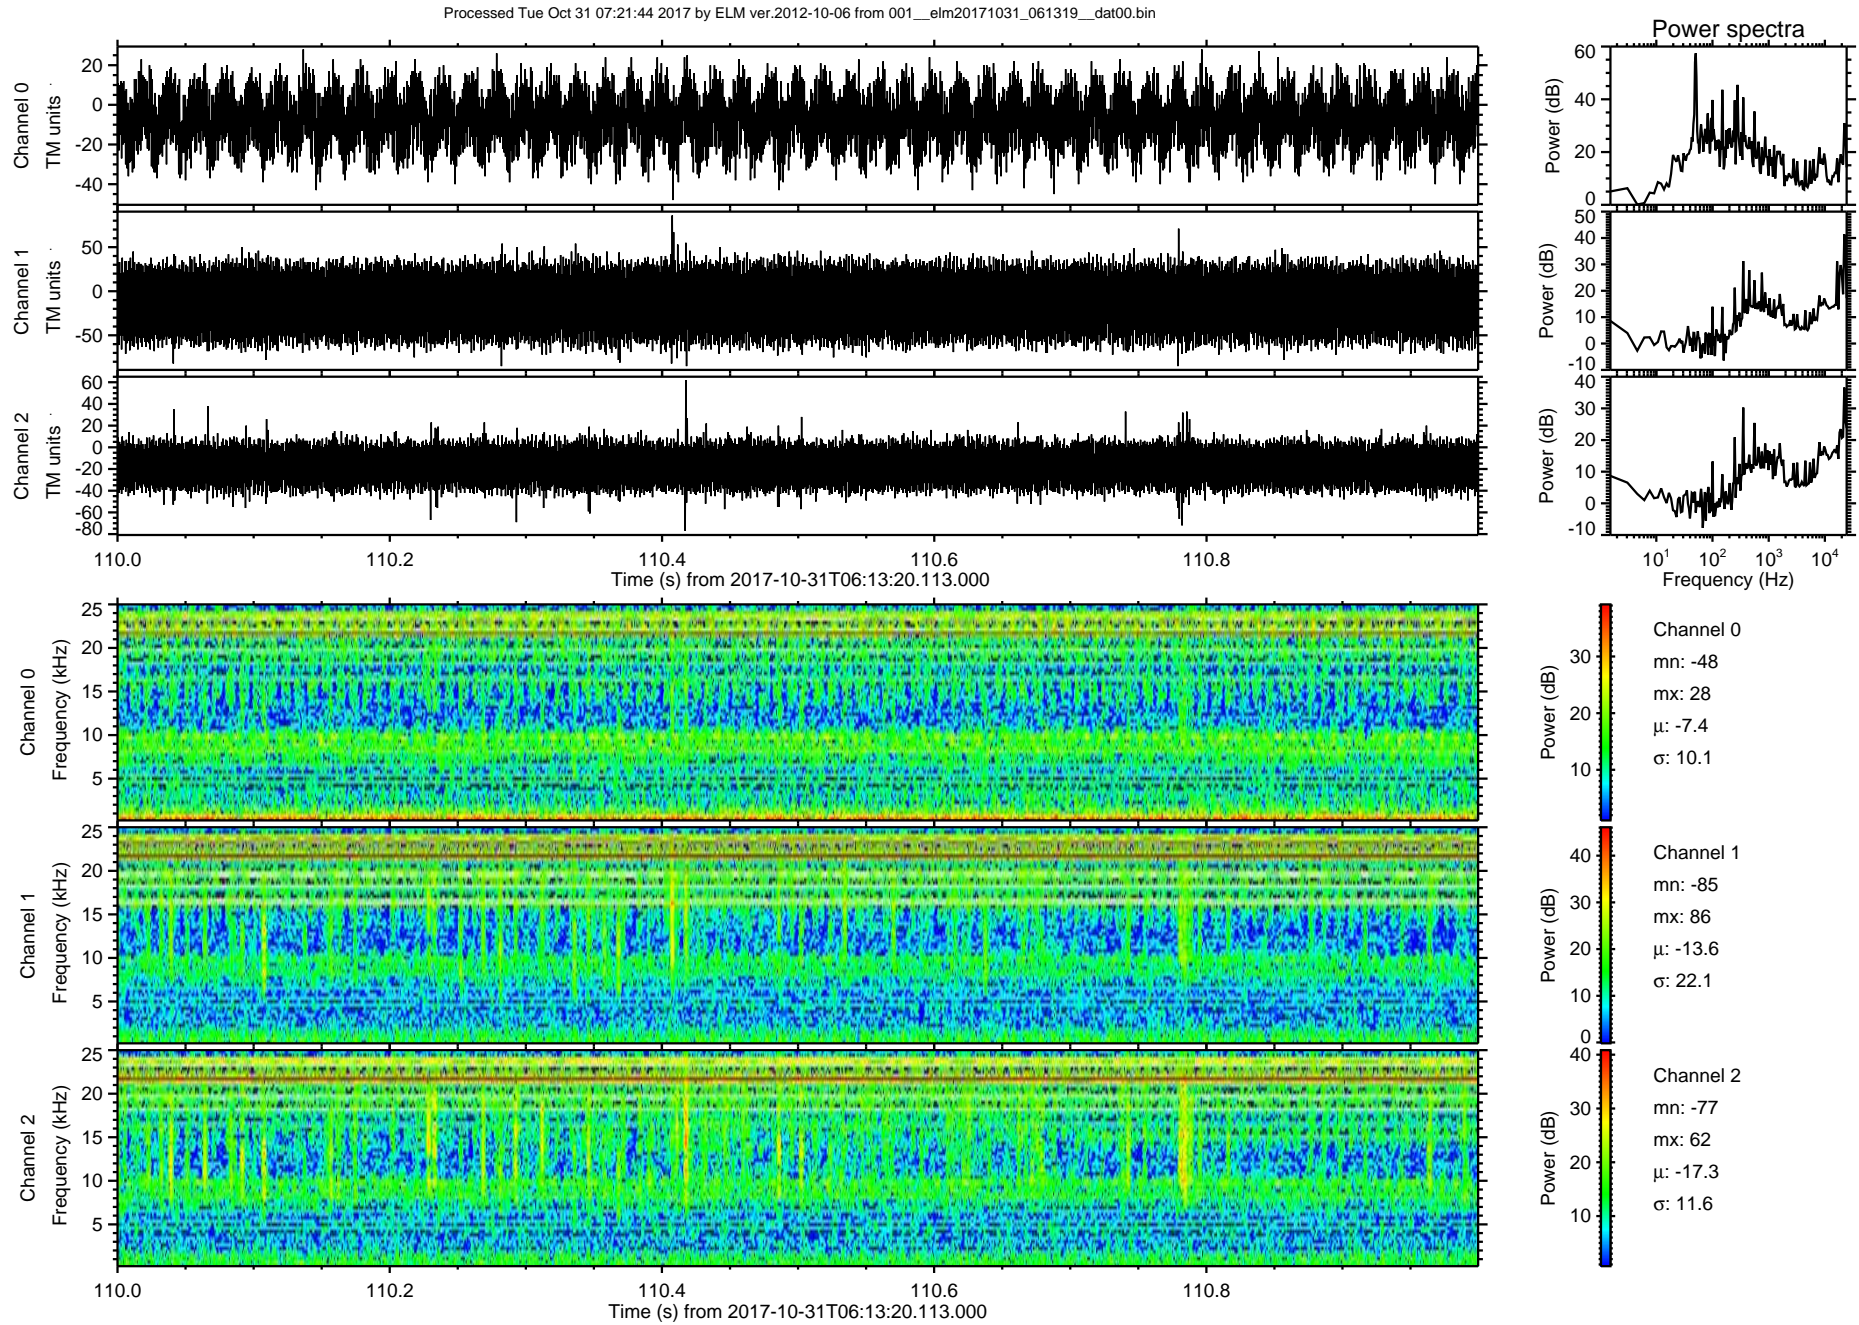 Processed Tue Oct 31 07:21:44 2017 by ELM ver.2012-10-06 from 001__elm20171031_061319__dat00.bin
Power spectra
Channel 0
TM units
20
0
-20
-40
Power (dB)
60
40
20
0
Channel 1
TM units
50
0
-50
Power (dB)
50
40
30
20
10
0
-10
Channel 2
TM units
60
40
20
0
-20
-40
-60
-80
Power (dB)
40
30
20
10
0
-10
110.0 110.2 110.4 110.6 110.8
Time (s) from 2017-10-31T06:13:20.113.000
10^1 10^2 10^3 10^4
Frequency (Hz)
Channel 0
Frequency (kHz)
25
20
15
10
5
Power (dB)
30
20
10
Channel 0
mn: -48
mx: 28
μ: -7.4
σ: 10.1
Channel 1
Frequency (kHz)
25
20
15
10
5
Power (dB)
40
30
20
10
0
Channel 1
mn: -85
mx: 86
μ: -13.6
σ: 22.1
Channel 2
Frequency (kHz)
25
20
15
10
5
Power (dB)
40
30
20
10
Channel 2
mn: -77
mx: 62
μ: -17.3
σ: 11.6
110.0 110.2 110.4 110.6 110.8
Time (s) from 2017-10-31T06:13:20.113.000